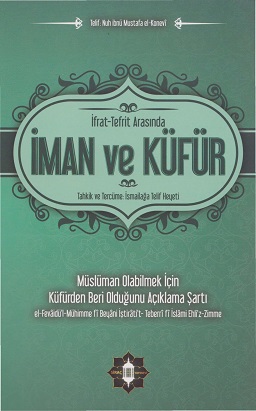 Telif: Nuh ibnü Mustafa el-Konevî
İfrat-Tefrit Arasında
İMAN ve KÜFÜR
Tahkik ve Tercüme: İsmailağa Telif Heyeti
Müslüman Olabilmek İçin
Küfürden Beri Olduğunu Açıklama Şartı
el-Fevâidü'l-Mühimme fî Beyâni İştirâti't- Teberrî fî İslâmi Ehli'z-Zimme